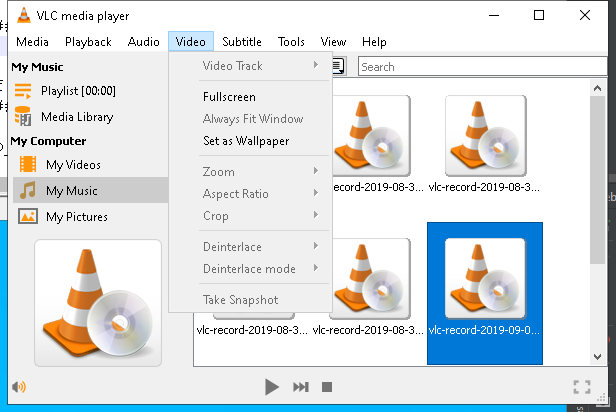 VLC media player
Media Playback Audio Video Subtitle Tools View Help
My Music
Playlist [00:00]
Media Library
My Computer
My Videos
My Music
My Pictures
Video Track
Fullscreen
Always Fit Window
Set as Wallpaper
Zoom
Aspect Ratio
Crop
Deinterlace
Deinterlace mode
Take Snapshot
Search
-record-2019-08-3... vlc-record-2019-08-3...
vlc-record-2019-08-3... vlc-record-2019-08-3... vlc-record-2019-09-0...